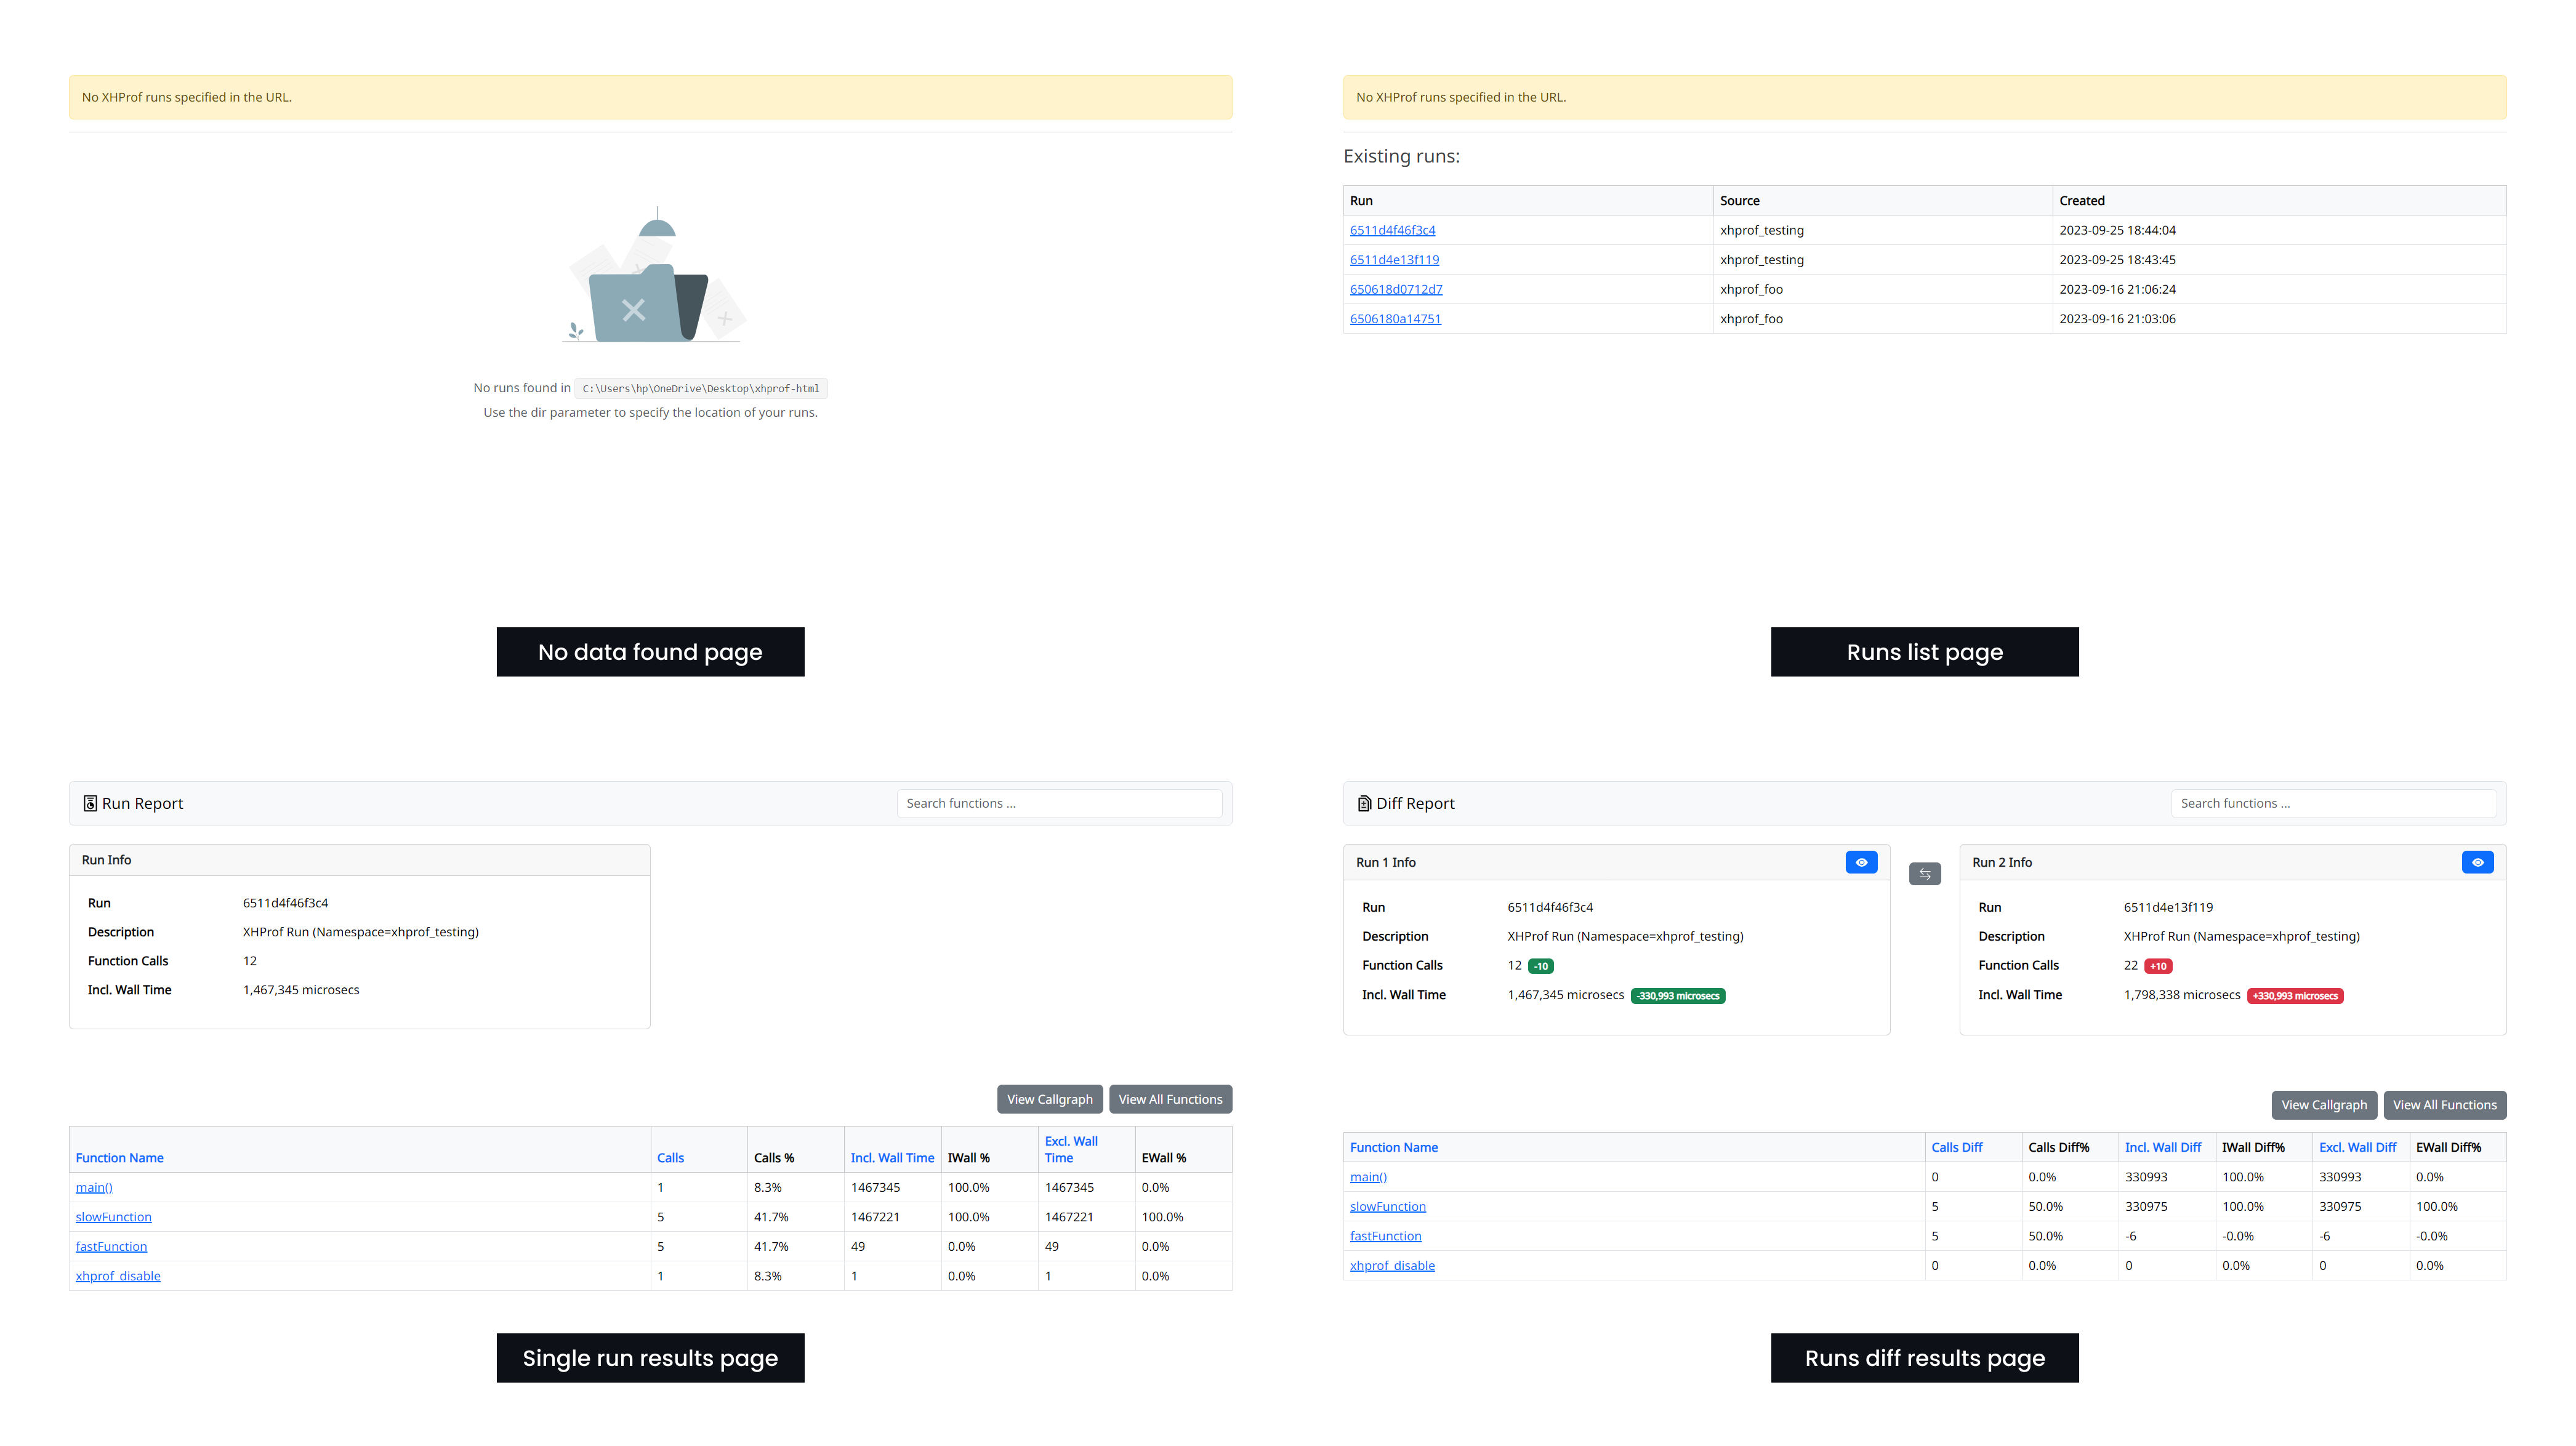 No XHProf runs specified in the URL.
No runs found in C:\Users\hp\OneDrive\Desktop\xhprof-html
Use the dir parameter to specify the location of your runs.
No data found page
No XHProf runs specified in the URL.
Existing runs:
Run Source Created
6511d4f46f3c4 xhprof_testing 2023-09-25 18:44:04
6511d4e13f119 xhprof_testing 2023-09-25 18:43:45
650618d0712d7 xhprof_foo 2023-09-16 21:06:24
6506180a14751 xhprof_foo 2023-09-16 21:03:06
Runs list page
Run Report Search functions ...
Run Info
Run 6511d4f46f3c4
Description XHProf Run (Namespace=xhprof_testing)
Function Calls 12
Incl. Wall Time 1,467,345 microsecs
View Callgraph View All Functions
Function Name Calls Calls % Incl. Wall Time IWall % Excl. Wall Time EWall %
main() 1 8.3% 1467345 100.0% 1467345 0.0%
slowFunction 5 41.7% 1467221 100.0% 1467221 100.0%
fastFunction 5 41.7% 49 0.0% 49 0.0%
xhprof_disable 1 8.3% 1 0.0% 1 0.0%
Single run results page
Diff Report Search functions ...
Run 1 Info
Run 6511d4f46f3c4
Description XHProf Run (Namespace=xhprof_testing)
Function Calls 12 -10
Incl. Wall Time 1,467,345 microsecs -330,993 microsecs
Run 2 Info
Run 6511d4e13f119
Description XHProf Run (Namespace=xhprof_testing)
Function Calls 22 +10
Incl. Wall Time 1,798,338 microsecs +330,993 microsecs
View Callgraph View All Functions
Function Name Calls Diff Calls Diff% Incl. Wall Diff IWall Diff% Excl. Wall Diff EWall Diff%
main() 0 0.0% 330993 100.0% 330993 0.0%
slowFunction 5 50.0% 330975 100.0% 330975 100.0%
fastFunction 5 50.0% -6 -0.0% -6 -0.0%
xhprof_disable 0 0.0% 0 0.0% 0 0.0%
Runs diff results page